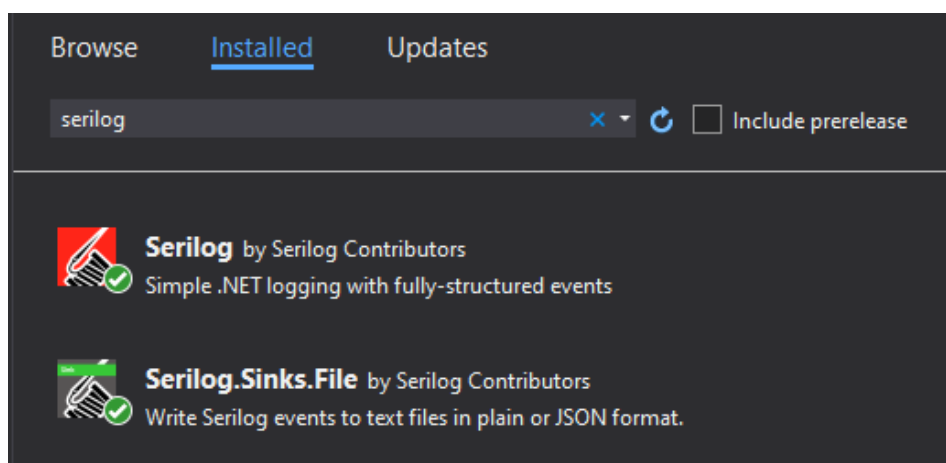 Browse Installed Updates
serilog
Include prerelease
Serilog by Serilog Contributors
Simple .NET logging with fully-structured events
Serilog.Sinks.File by Serilog Contributors
Write Serilog events to text files in plain or JSON format.